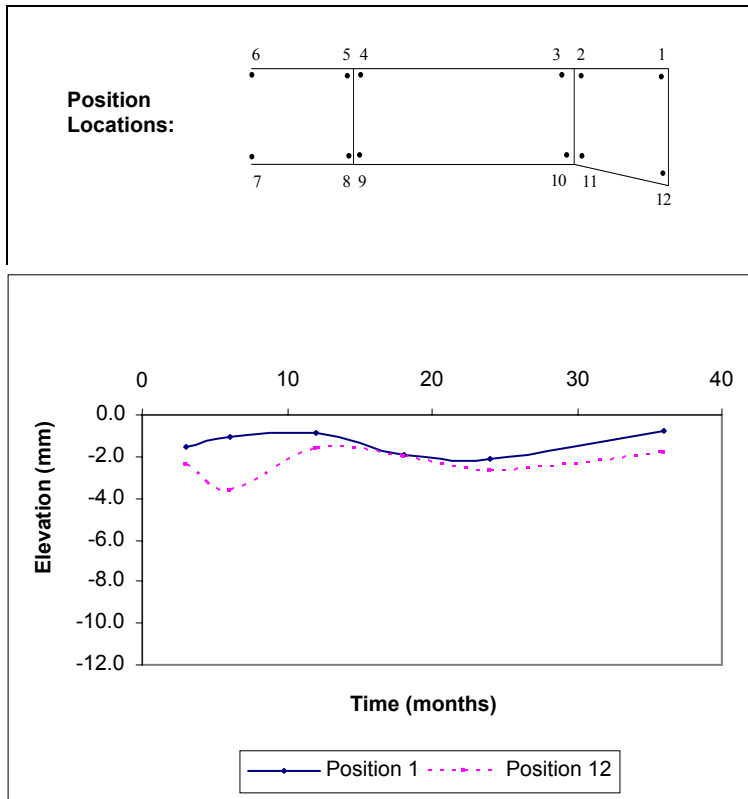 6 5 4 3 2 1
Position
Locations:
7 8 9 10 11
12
0 10 20 30 40
0.0
-2.0
-4.0
-6.0
-8.0
-10.0
-12.0
Elevation (mm)
Time (months)
Position 1 Position 12